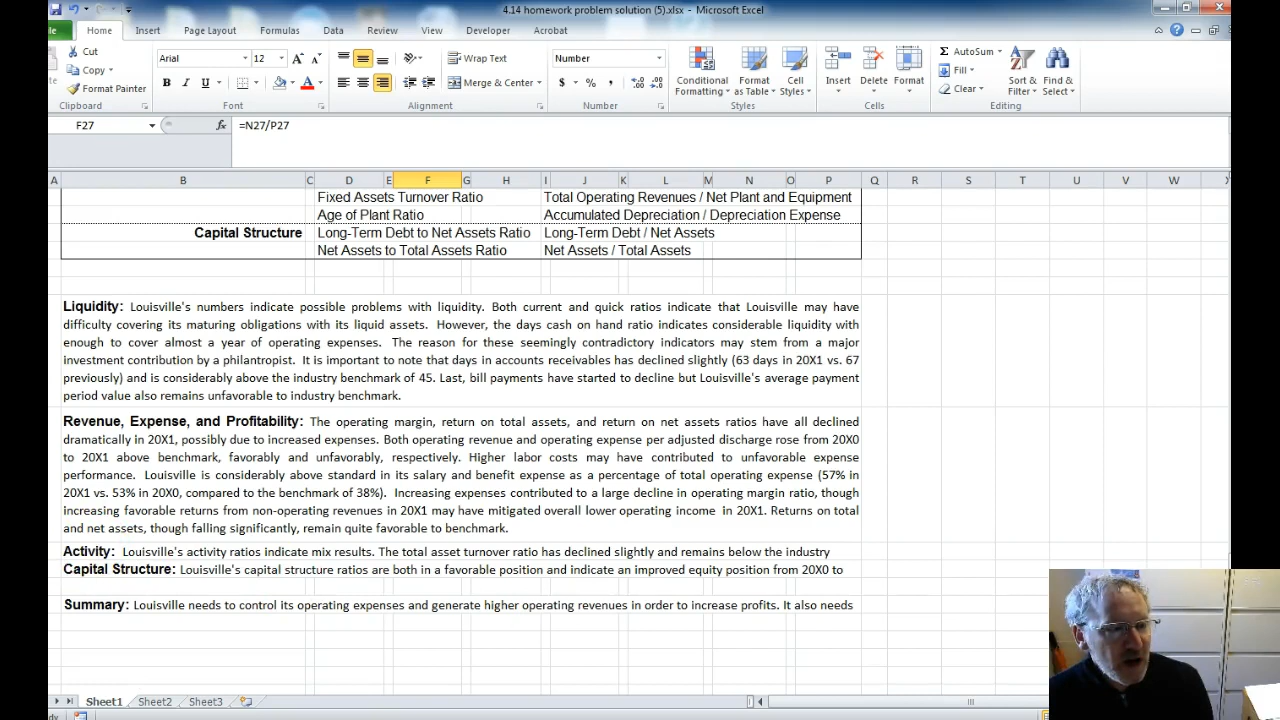 4.14 homework problem solution (5).xlsx - Microsoft Excel
Home Insert Page Layout Formulas Data Review View Developer Acrobat
Cut
Copy
Format Painter
Clipboard
Arial 12
B I U
Font
Wrap Text
Merge & Center
Alignment
Number
$ % ,
Number
Conditional Formatting
Format as Table
Cell Styles
Styles
Insert Delete Format
Cells
AutoSum
Fill
Clear
Sort & Filter
Find & Select
Editing
F27 fx =N27/P27
A B C D E F G H I J K L M N O P Q R S T U V W
Fixed Assets Turnover Ratio Total Operating Revenues / Net Plant and Equipment
Age of Plant Ratio Accumulated Depreciation / Depreciation Expense
Capital Structure Long-Term Debt to Net Assets Ratio Long-Term Debt / Net Assets
Net Assets to Total Assets Ratio Net Assets / Total Assets
Liquidity: Louisville's numbers indicate possible problems with liquidity. Both current and quick ratios indicate that Louisville may have
difficulty covering its maturing obligations with its liquid assets. However, the days cash on hand ratio indicates considerable liquidity with
enough to cover almost a year of operating expenses. The reason for these seemingly contradictory indicators may stem from a major
investment contribution by a philantropist. It is important to note that days in accounts receivables has declined slightly (63 days in 20X1 vs. 67
previously) and is considerably above the industry benchmark of 45. Last, bill payments have started to decline but Louisville's average payment
period value also remains unfavorable to industry benchmark.
Revenue, Expense, and Profitability: The operating margin, return on total assets, and return on net assets ratios have all declined
dramatically in 20X1, possibly due to increased expenses. Both operating revenue and operating expense per adjusted discharge rose from 20X0
to 20X1 above benchmark, favorably and unfavorably, respectively. Higher labor costs may have contributed to unfavorable expense
performance. Louisville is considerably above standard in its salary and benefit expense as a percentage of total operating expense (57% in
20X1 vs. 53% in 20X0, compared to the benchmark of 38%). Increasing expenses contributed to a large decline in operating margin ratio, though
increasing favorable returns from non-operating revenues in 20X1 may have mitigated overall lower operating income in 20X1. Returns on total
and net assets, though falling significantly, remain quite favorable to benchmark.
Activity: Louisville's activity ratios indicate mix results. The total asset turnover ratio has declined slightly and remains below the industry
Capital Structure: Louisville's capital structure ratios are both in a favorable position and indicate an improved equity position from 20X0 to
Summary: Louisville needs to control its operating expenses and generate higher operating revenues in order to increase profits. It also needs
Sheet1 Sheet2 Sheet3